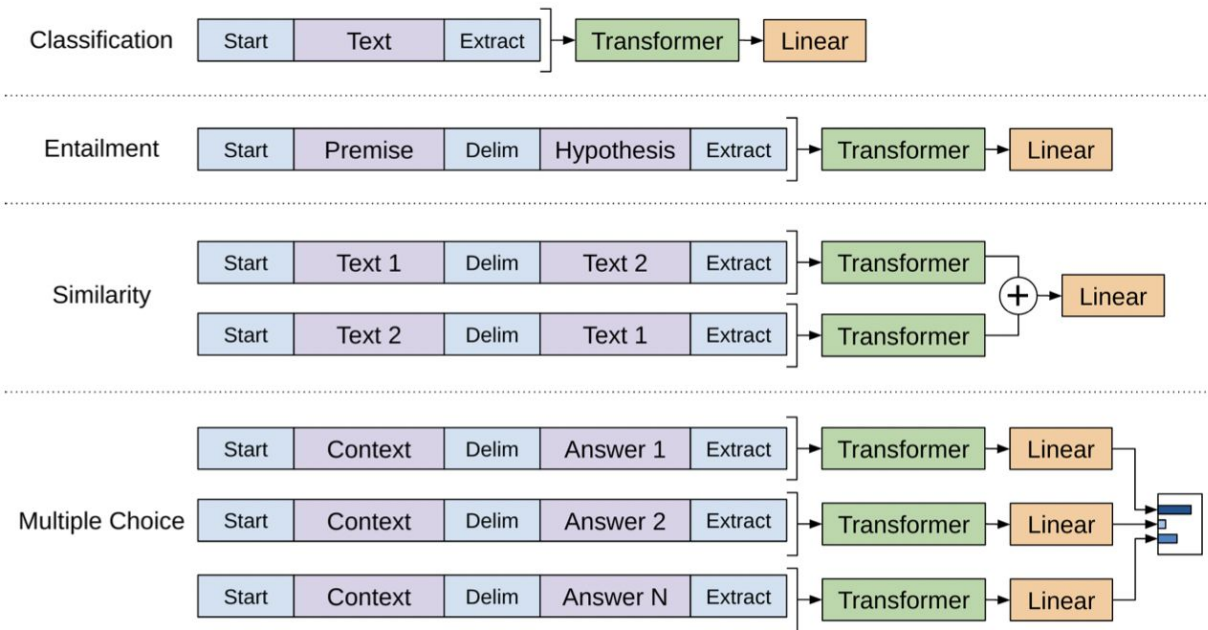 Classification Start Text Extract Transformer Linear
Entailment Start Premise Delim Hypothesis Extract Transformer Linear
Similarity
Start Text 1 Delim Text 2 Extract Transformer
+ Linear
Start Text 2 Delim Text 1 Extract Transformer
Multiple Choice
Start Context Delim Answer 1 Extract Transformer Linear
Start Context Delim Answer 2 Extract Transformer Linear
Start Context Delim Answer N Extract Transformer Linear